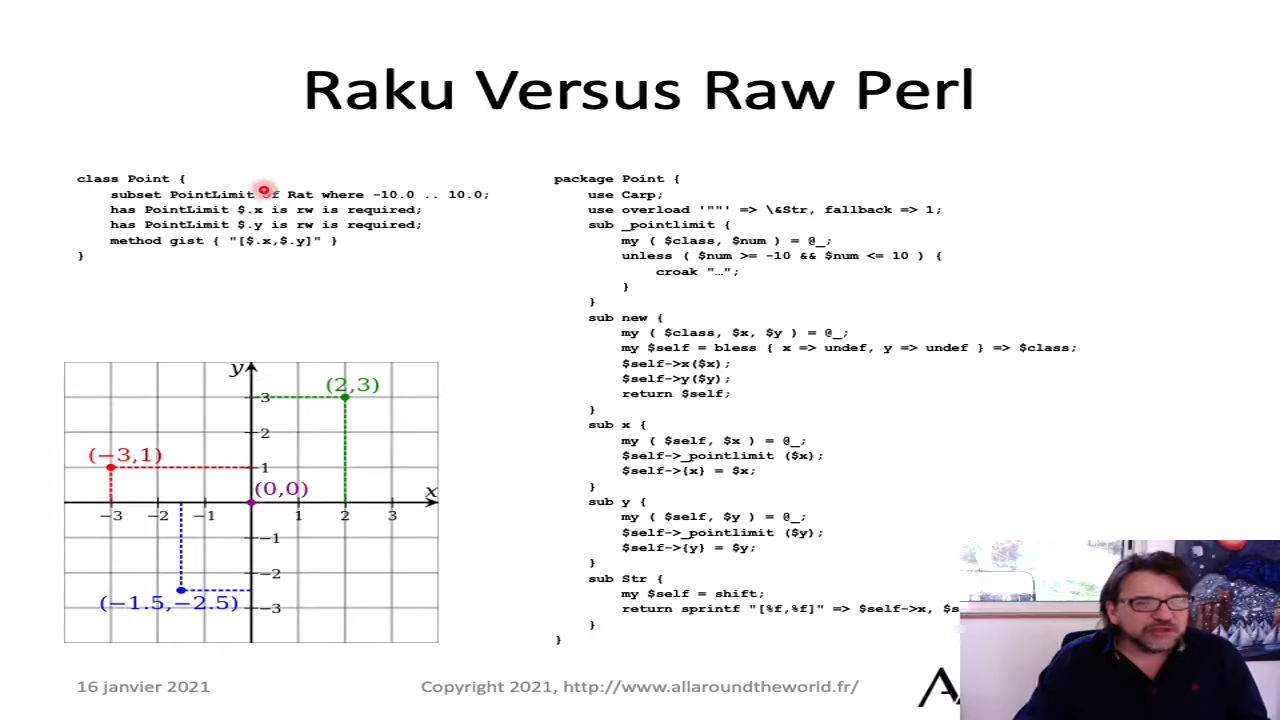 Raku Versus Raw Perl
class Point {
subset PointLimit of Rat where -10.0 .. 10.0;
has PointLimit $.x is rw is required;
has PointLimit $.y is rw is required;
method gist { "[$.x,$.y]" }
}
package Point {
use Carp;
use overload '""' => \&Str, fallback => 1;
sub _pointlimit {
my ( $class, $num ) = @_;
unless ( $num >= -10 && $num <= 10 ) {
croak "…";
}
}
sub new {
my ( $class, $x, $y ) = @_;
my $self = bless { x => undef, y => undef } => $class;
$self->x($x);
$self->y($y);
return $self;
}
sub x {
my ( $self, $x ) = @_;
$self->_pointlimit ($x);
$self->{x} = $x;
}
sub y {
my ( $self, $y ) = @_;
$self->_pointlimit ($y);
$self->{y} = $y;
}
sub Str {
my $self = shift;
return sprintf "[%f,%f]" => $self->x, $s
}
}
y
(2,3)
3
2
(−3,1)
1
(0,0)
x
−3 −2 −1 1 2 3
−1
−2
(−1.5,−2.5)
−3
16 janvier 2021
Copyright 2021, http://www.allaroundtheworld.fr/